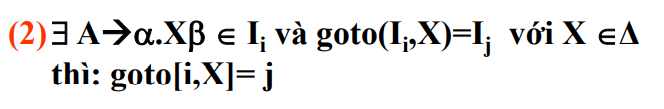 (2)∃ A→α.Xβ ∈ Iᵢ và goto(Iᵢ,X)=Iⱼ với X ∈Δ
thì: goto[i,X]= j